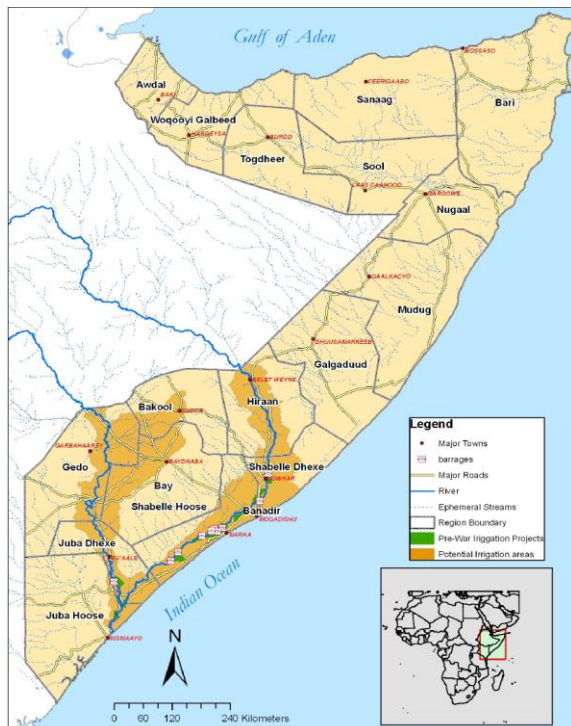 Gulf of Aden
BOSSASO
Awdal
BAKI
CEERIGAABO
Sanaag
Bari
Woqooyi Galbeed
HARGEYSA
BURCO
Togdheer
Sool
LAAS CAANOOD
GAROOWE
Nugaal
GAALKACYO
Mudug
DHUUSAMARREEB
Galgaduud
BELET WEYNE
Hiraan
Bakool
XUDUR
GARBAHAAREY
Gedo
BAYDHABA
Bay
Shabelle Dhexe
JOWHAR
Shabelle Hoose
Banadir
MOGADISHU
MARKA
Juba Dhexe
BU'AALE
Juba Hoose
KISMAAYO
Indian Ocean
N
0 60 120 240 Kilometers
Legend
Major Towns
barrages
Major Roads
River
Ephemeral Streams
Region Boundary
Pre-War Irriggtion Projects
Potential Irrigation areas